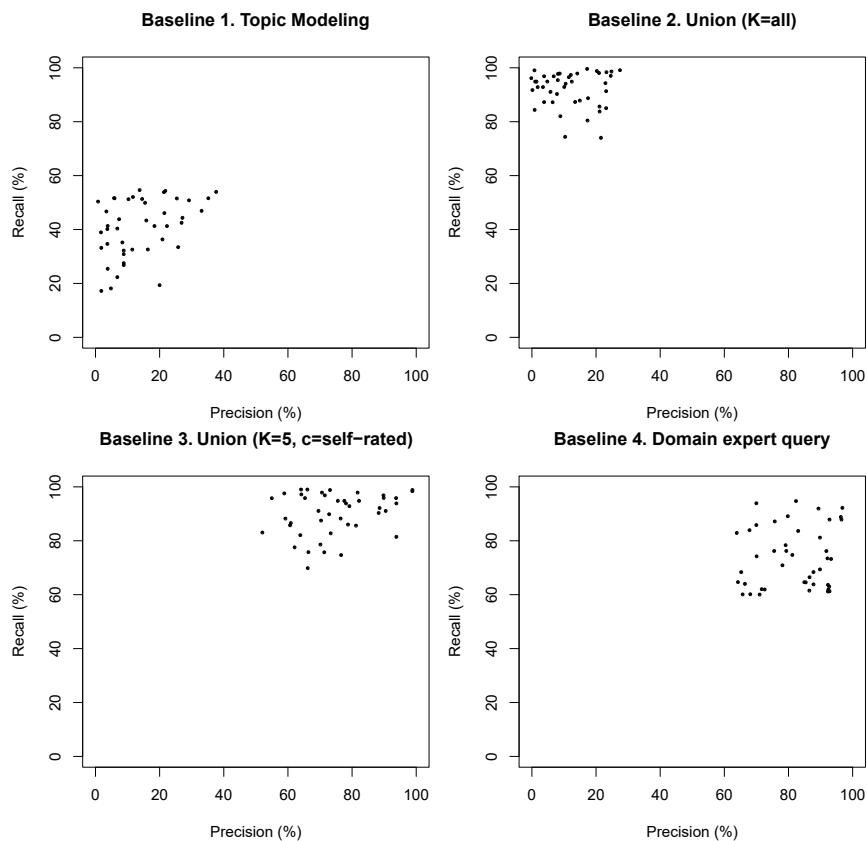 Baseline 1. Topic Modeling
100
80
60
40
20
0
Recall (%)
0 20 40 60 80 100
Precision (%)
Baseline 2. Union (K=all)
100
80
60
40
20
0
Recall (%)
0 20 40 60 80 100
Precision (%)
Baseline 3. Union (K=5, c=self−rated)
100
80
60
40
20
0
Recall (%)
0 20 40 60 80 100
Precision (%)
Baseline 4. Domain expert query
100
80
60
40
20
0
Recall (%)
0 20 40 60 80 100
Precision (%)